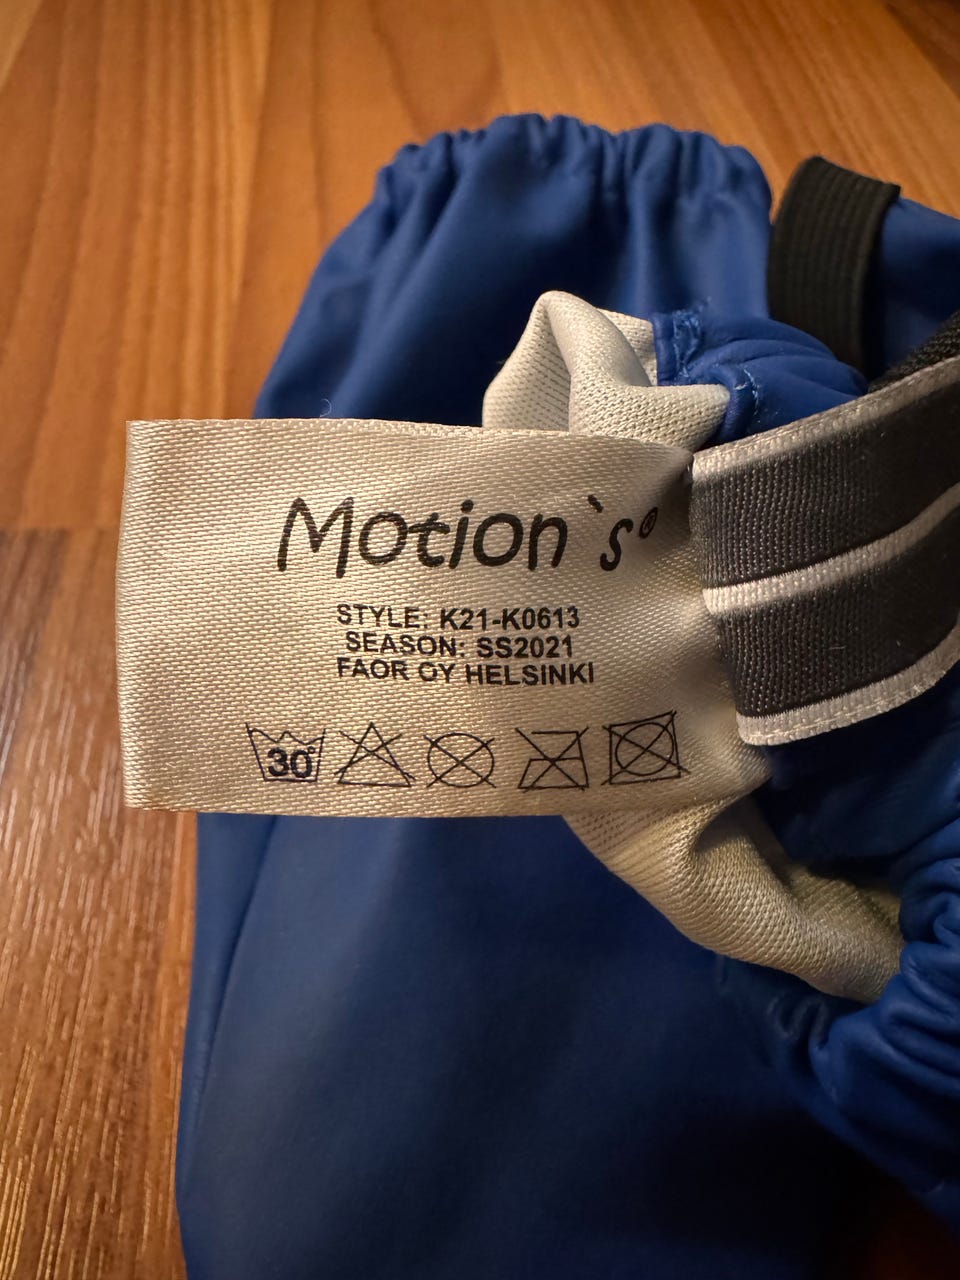 Motion`s®
STYLE: K21-K0613
SEASON: SS2021
FAOR OY HELSINKI
30°